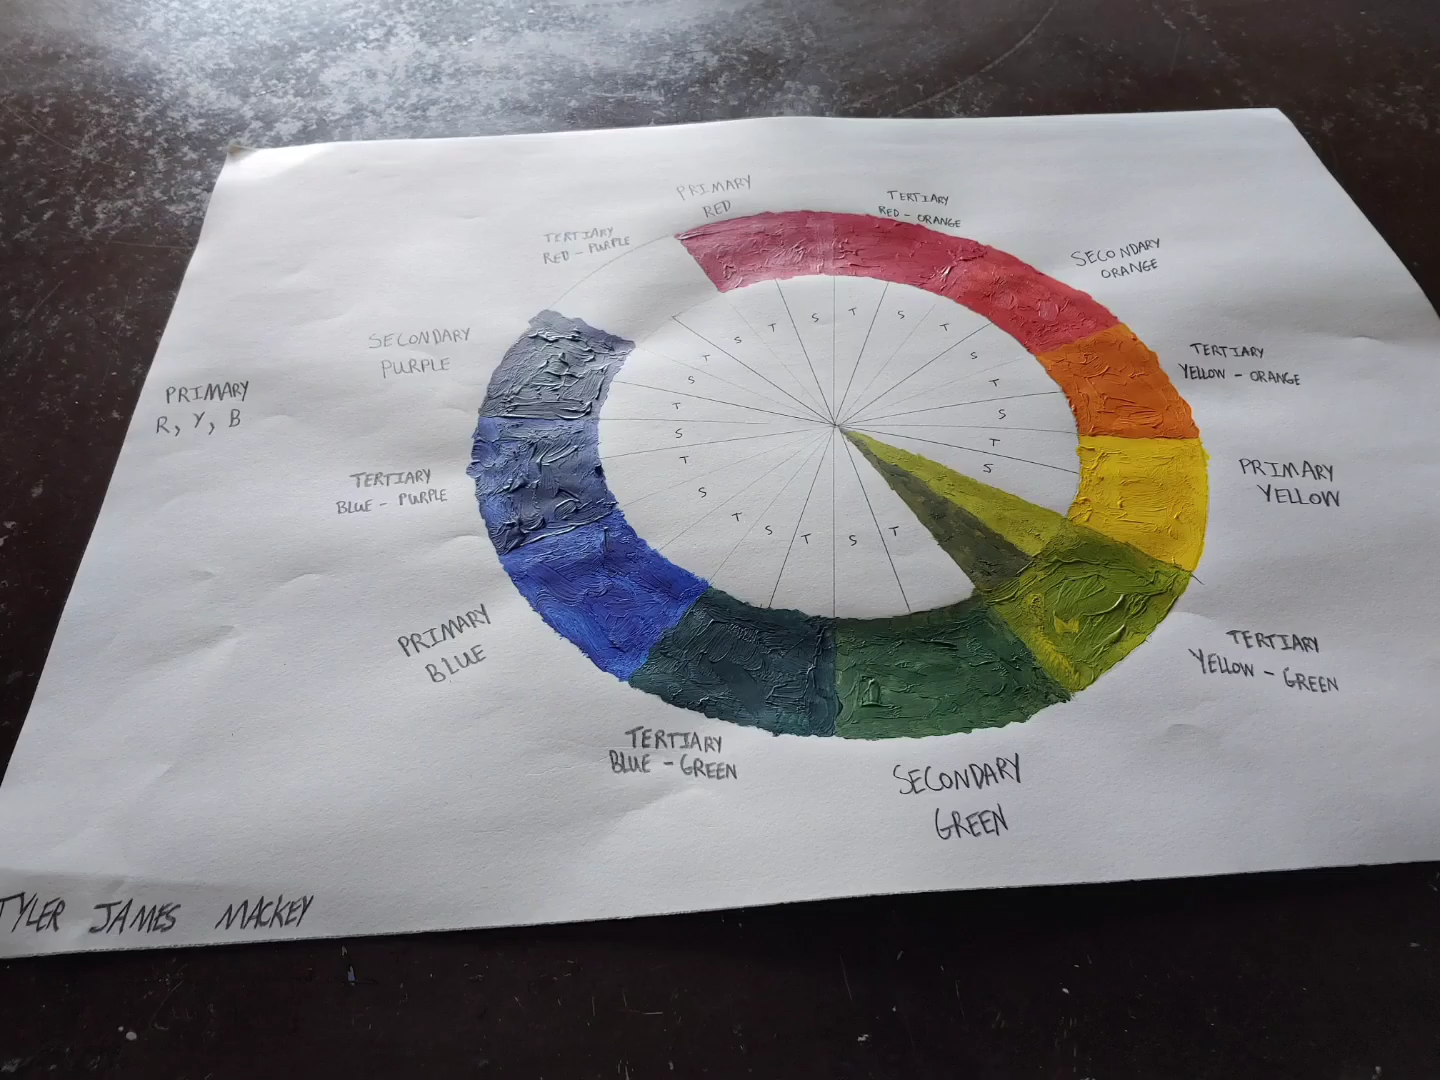 PRIMARY
RED
TERTIARY
RED - ORANGE
SECONDARY
ORANGE
TERTIARY
YELLOW - ORANGE
PRIMARY
YELLOW
TERTIARY
YELLOW - GREEN
SECONDARY
GREEN
TERTIARY
BLUE - GREEN
PRIMARY
BLUE
TERTIARY
BLUE - PURPLE
SECONDARY
PURPLE
TERTIARY
RED - PURPLE
PRIMARY
R, Y, B
S
T
S
T
S
T
S
T
S
T
S
T
S
T
S
T
S
T
S
T
S
T
TYLER JAMES MACKEY